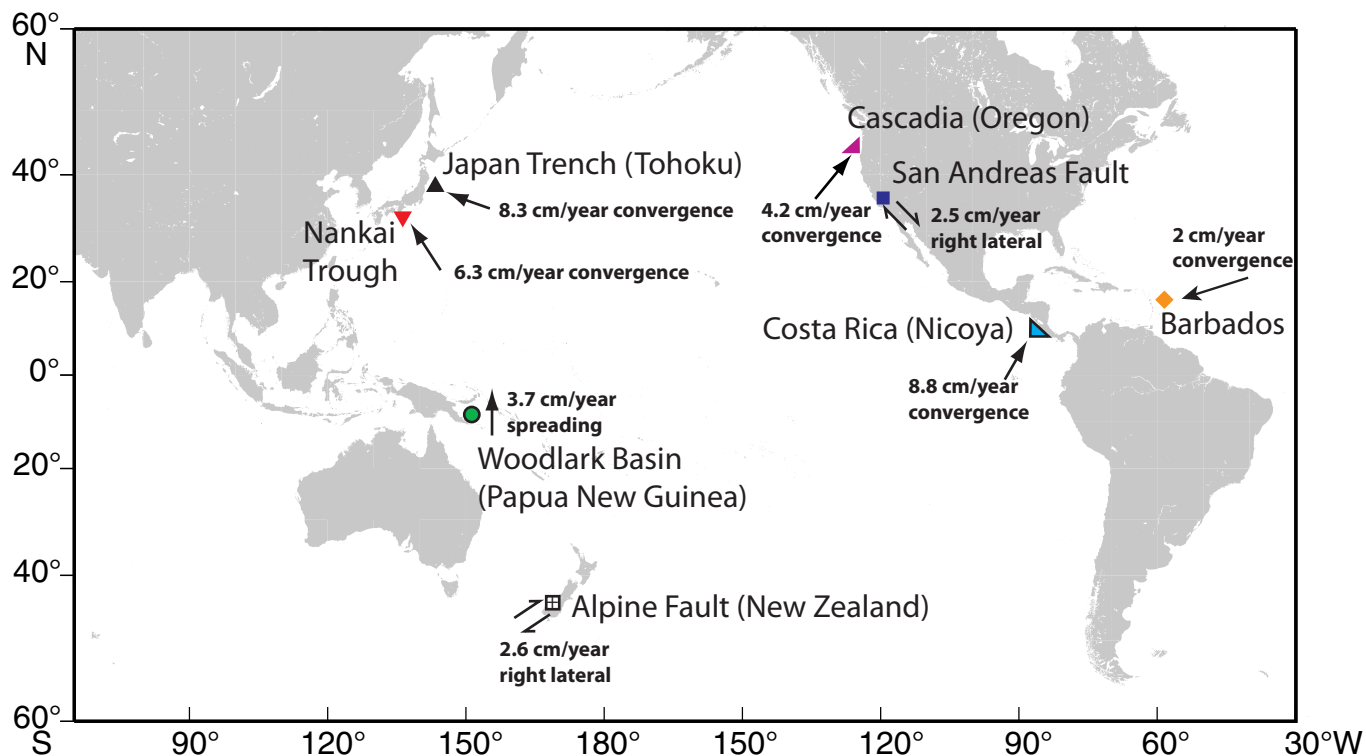 60°
N
40°
20°
0°
20°
40°
60°
S
Cascadia (Oregon)
Japan Trench (Tohoku)
San Andreas Fault
8.3 cm/year convergence
4.2 cm/year
convergence
2.5 cm/year
right lateral
Nankai
Trough
6.3 cm/year convergence
2 cm/year
convergence
Barbados
Costa Rica (Nicoya)
8.8 cm/year
convergence
3.7 cm/year
spreading
Woodlark Basin
(Papua New Guinea)
Alpine Fault (New Zealand)
2.6 cm/year
right lateral
90°
120°
150°
180°
150°
120°
90°
60°
30°W